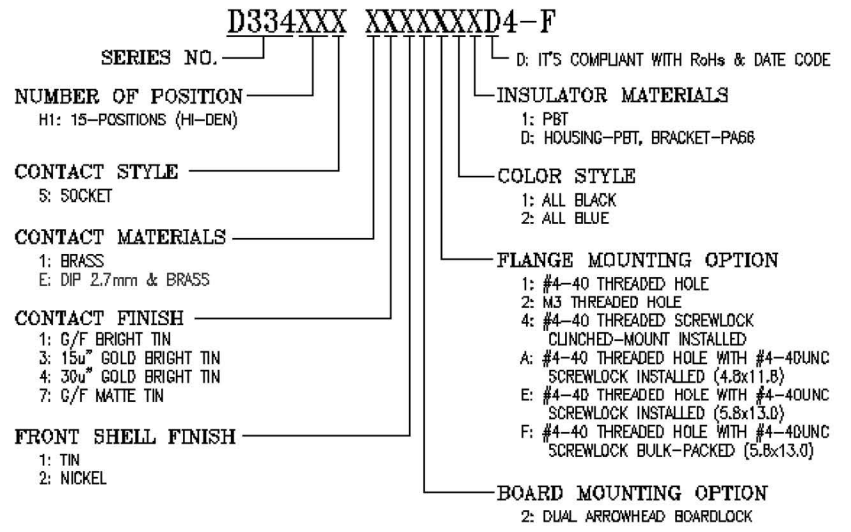 D334XXX XXXXXXXD4-F
SERIES NO.
D: IT'S COMPLIANT WITH RoHs & DATE CODE
NUMBER OF POSITION
H1: 15-POSITIONS (HI-DEN)
CONTACT STYLE
S: SOCKET
CONTACT MATERIALS
1: BRASS
E: DIP 2.7mm & BRASS
CONTACT FINISH
1: G/F BRIGHT TIN
3: 15u" GOLD BRIGHT TIN
4: 30u" GOLD BRIGHT TIN
7: G/F MATTE TIN
FRONT SHELL FINISH
1: TIN
2: NICKEL
INSULATOR MATERIALS
1: PBT
D: HOUSING-PBT, BRACKET-PA66
COLOR STYLE
1: ALL BLACK
2: ALL BLUE
FLANGE MOUNTING OPTION
1: #4-40 THREADED HOLE
2: M3 THREADED HOLE
4: #4-40 THREADED SCREWLOCK
CLINCHED-MOUNT INSTALLED
A: #4-40 THREADED HOLE WITH #4-40UNC
SCREWLOCK INSTALLED (4.8x11.8)
E: #4-40 THREADED HOLE WITH #4-40UNC
SCREWLOCK INSTALLED (5.8x13.0)
F: #4-40 THREADED HOLE WITH #4-40UNC
SCREWLOCK BULK-PACKED (5.8x13.0)
BOARD MOUNTING OPTION
2: DUAL ARROWHEAD BOARDLOCK